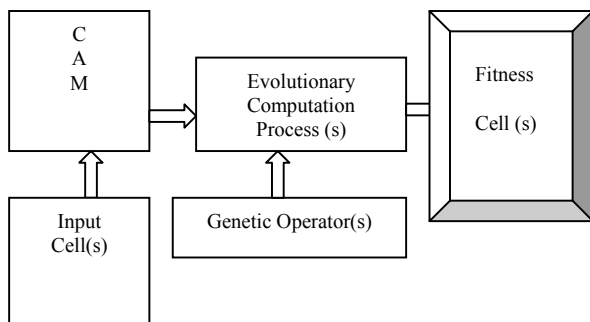 C
A
M
Evolutionary
Computation
Process (s)
Fitness
Cell (s)
Input
Cell(s)
Genetic Operator(s)